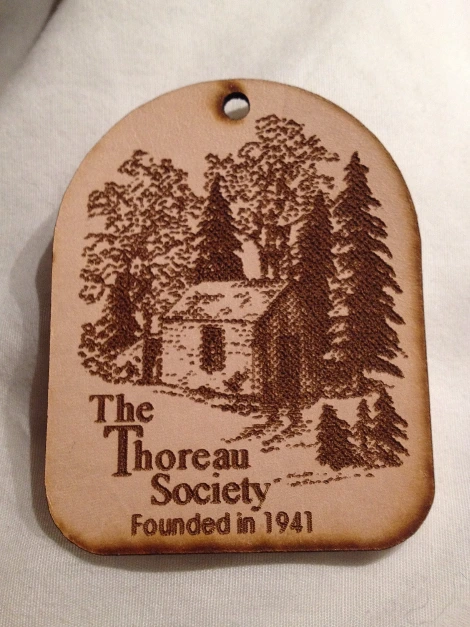 The
Thoreau
Society
Founded in 1941